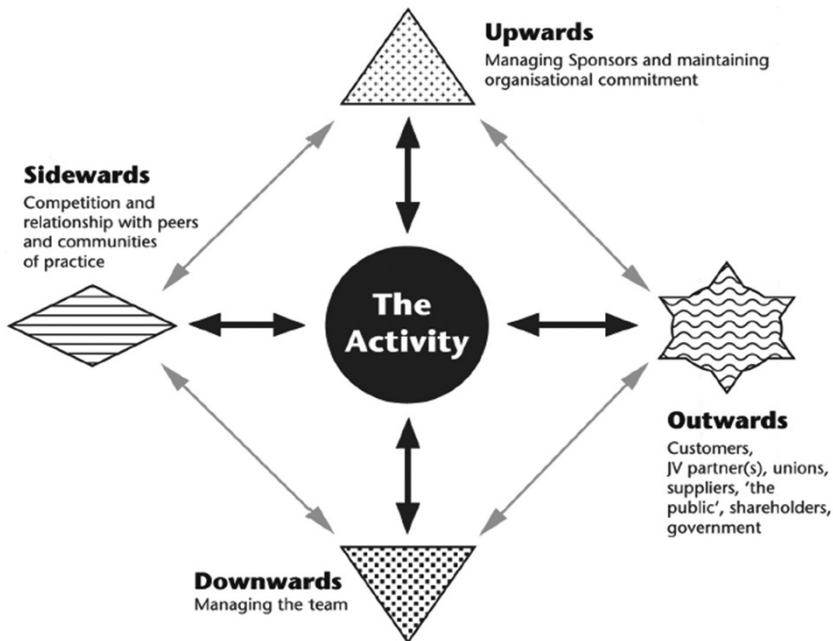 Upwards
Managing Sponsors and maintaining
organisational commitment
Sidewards
Competition and
relationship with peers
and communities
of practice
The
Activity
Outwards
Customers,
JV partner(s), unions,
suppliers, ‘the
public’, shareholders,
government
Downwards
Managing the team